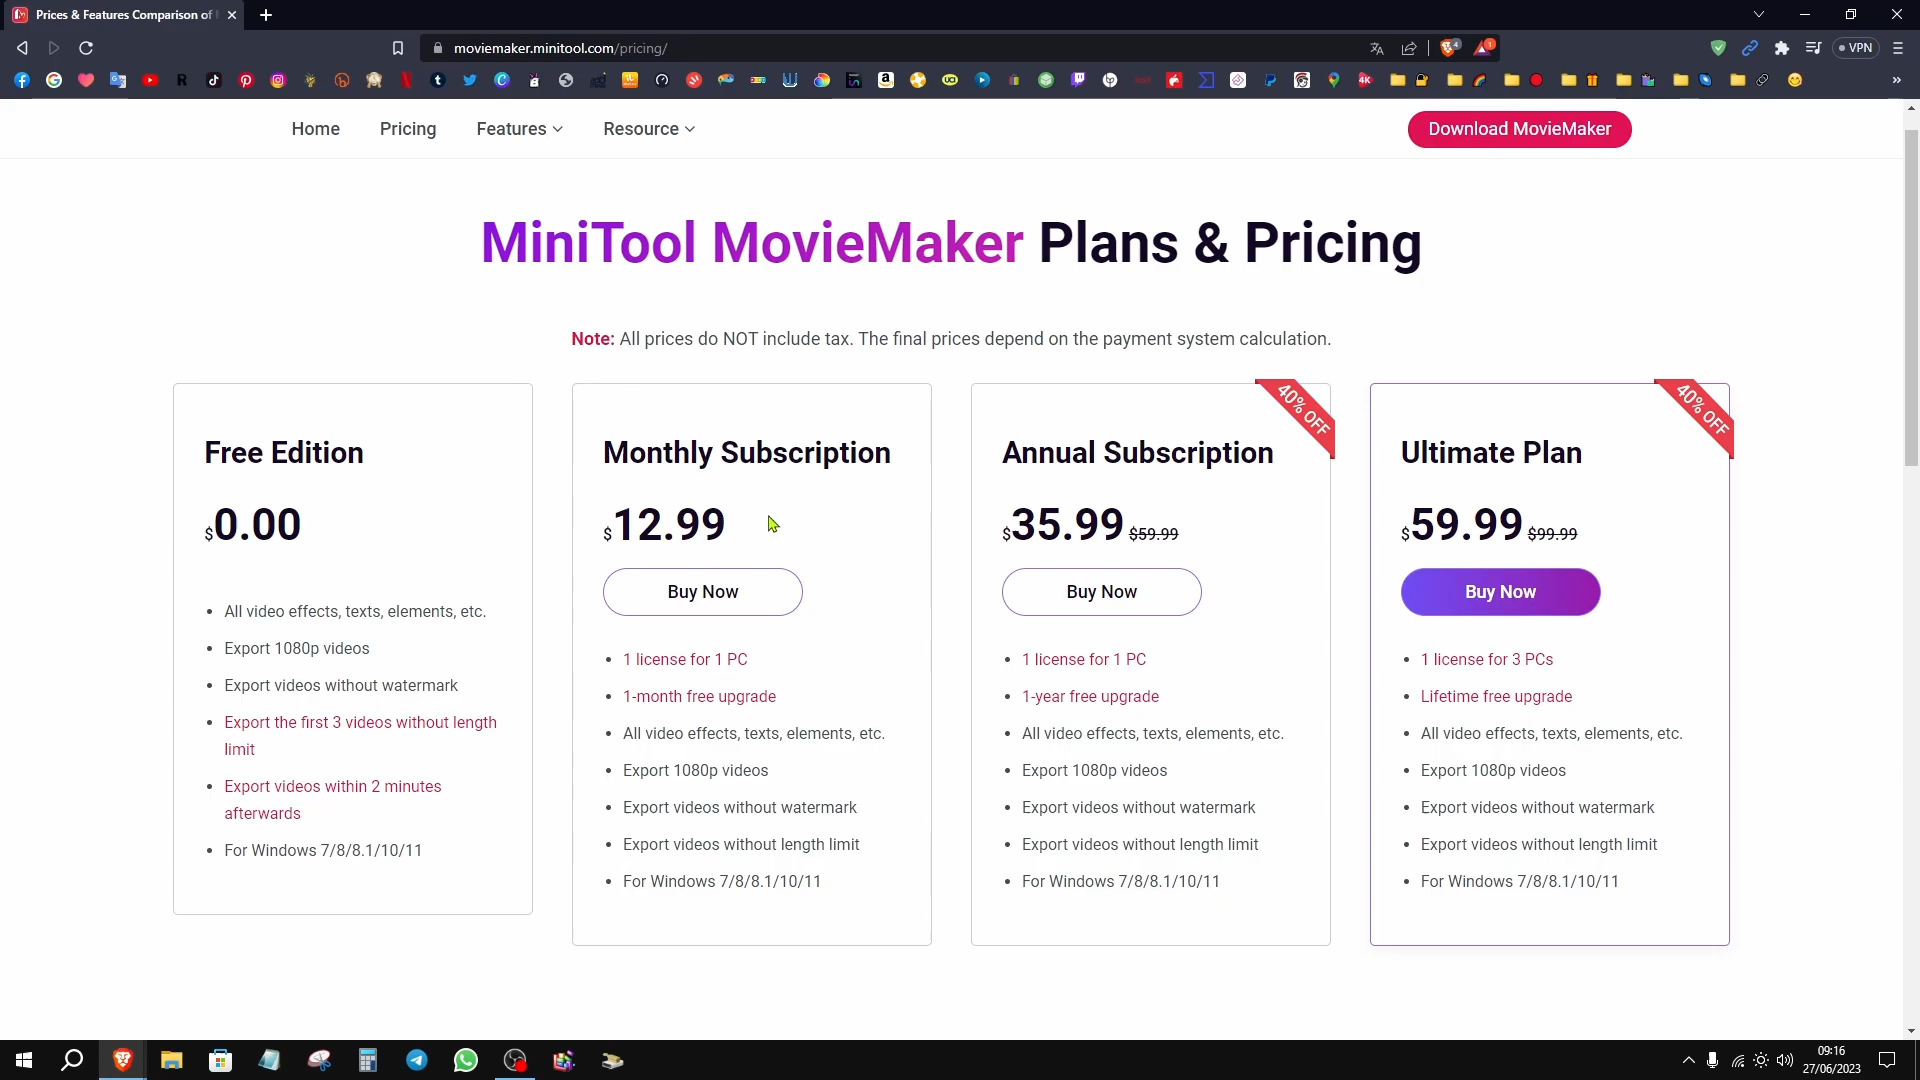 Prices & Features Comparison of
moviemaker.minitool.com/pricing/
VPN
Home
Pricing
Features
Resource
Download MovieMaker
MiniTool MovieMaker Plans & Pricing
Note: All prices do NOT include tax. The final prices depend on the payment system calculation.
Free Edition
$0.00
All video effects, texts, elements, etc.
Export 1080p videos
Export videos without watermark
Export the first 3 videos without length
limit
Export videos within 2 minutes
afterwards
For Windows 7/8/8.1/10/11
Monthly Subscription
$12.99
Buy Now
1 license for 1 PC
1-month free upgrade
All video effects, texts, elements, etc.
Export 1080p videos
Export videos without watermark
Export videos without length limit
For Windows 7/8/8.1/10/11
40% OFF
Annual Subscription
$35.99 $59.99
Buy Now
1 license for 1 PC
1-year free upgrade
All video effects, texts, elements, etc.
Export 1080p videos
Export videos without watermark
Export videos without length limit
For Windows 7/8/8.1/10/11
40% OFF
Ultimate Plan
$59.99 $99.99
Buy Now
1 license for 3 PCs
Lifetime free upgrade
All video effects, texts, elements, etc.
Export 1080p videos
Export videos without watermark
Export videos without length limit
For Windows 7/8/8.1/10/11
09:16
27/06/2023